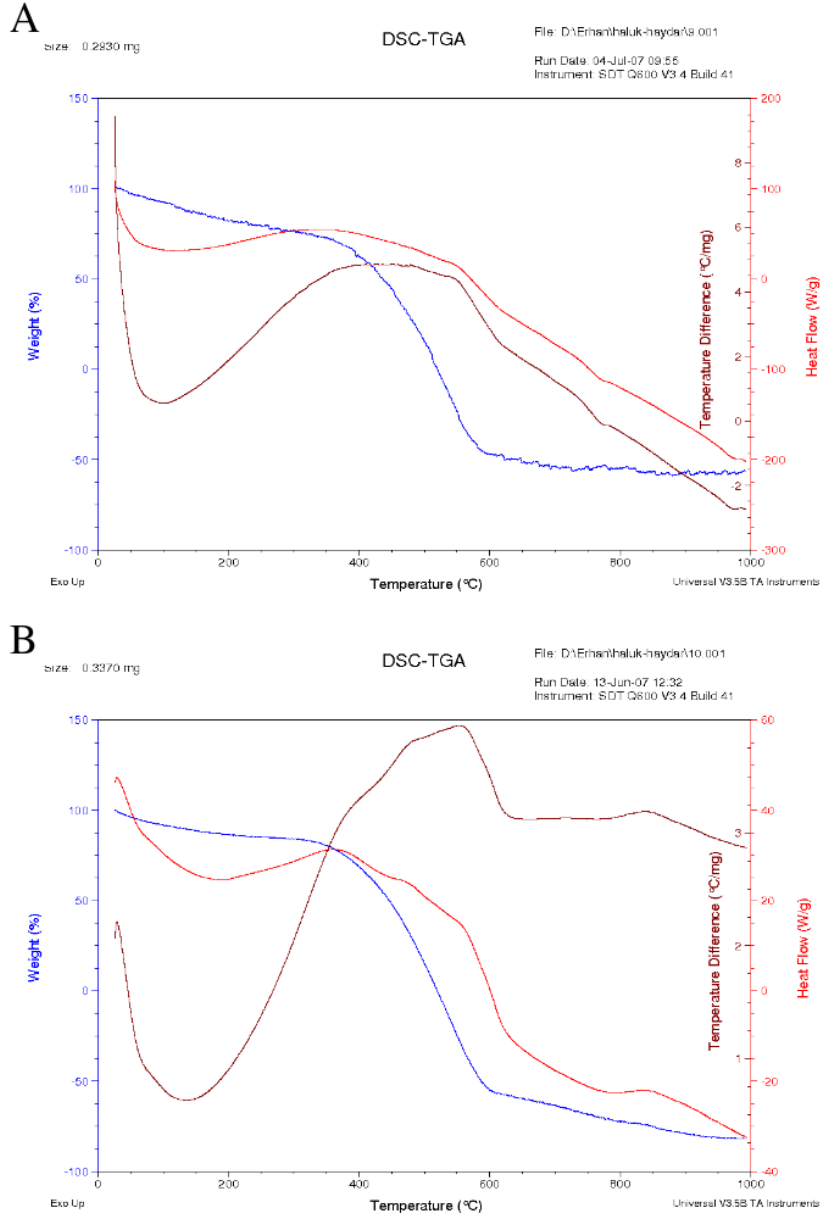 A
Size: 0.2930 mg
DSC-TGA
File: D:\Erhan\haluk-haydar\9.001
Run Date: 04-Jul-07 09:55
Instrument: SDT Q600 V3.4 Build 41
150
100
50
0
-50
-100
Weight (%)
8
6
4
2
0
-2
Temperature Difference (°C/mg)
200
100
0
-100
-200
-300
Heat Flow (W/g)
0
200
400
600
800
1000
Exo Up
Temperature (°C)
Universal V3.5B TA Instruments
B
Size: 0.3370 mg
DSC-TGA
File: D:\Erhan\haluk-haydar\10.001
Run Date: 13-Jun-07 12:32
Instrument: SDT Q600 V3.4 Build 41
150
100
50
0
-50
-100
Weight (%)
3
2
1
Temperature Difference (°C/mg)
60
40
20
0
-20
-40
Heat Flow (W/g)
0
200
400
600
800
1000
Exo Up
Temperature (°C)
Universal V3.5B TA Instruments